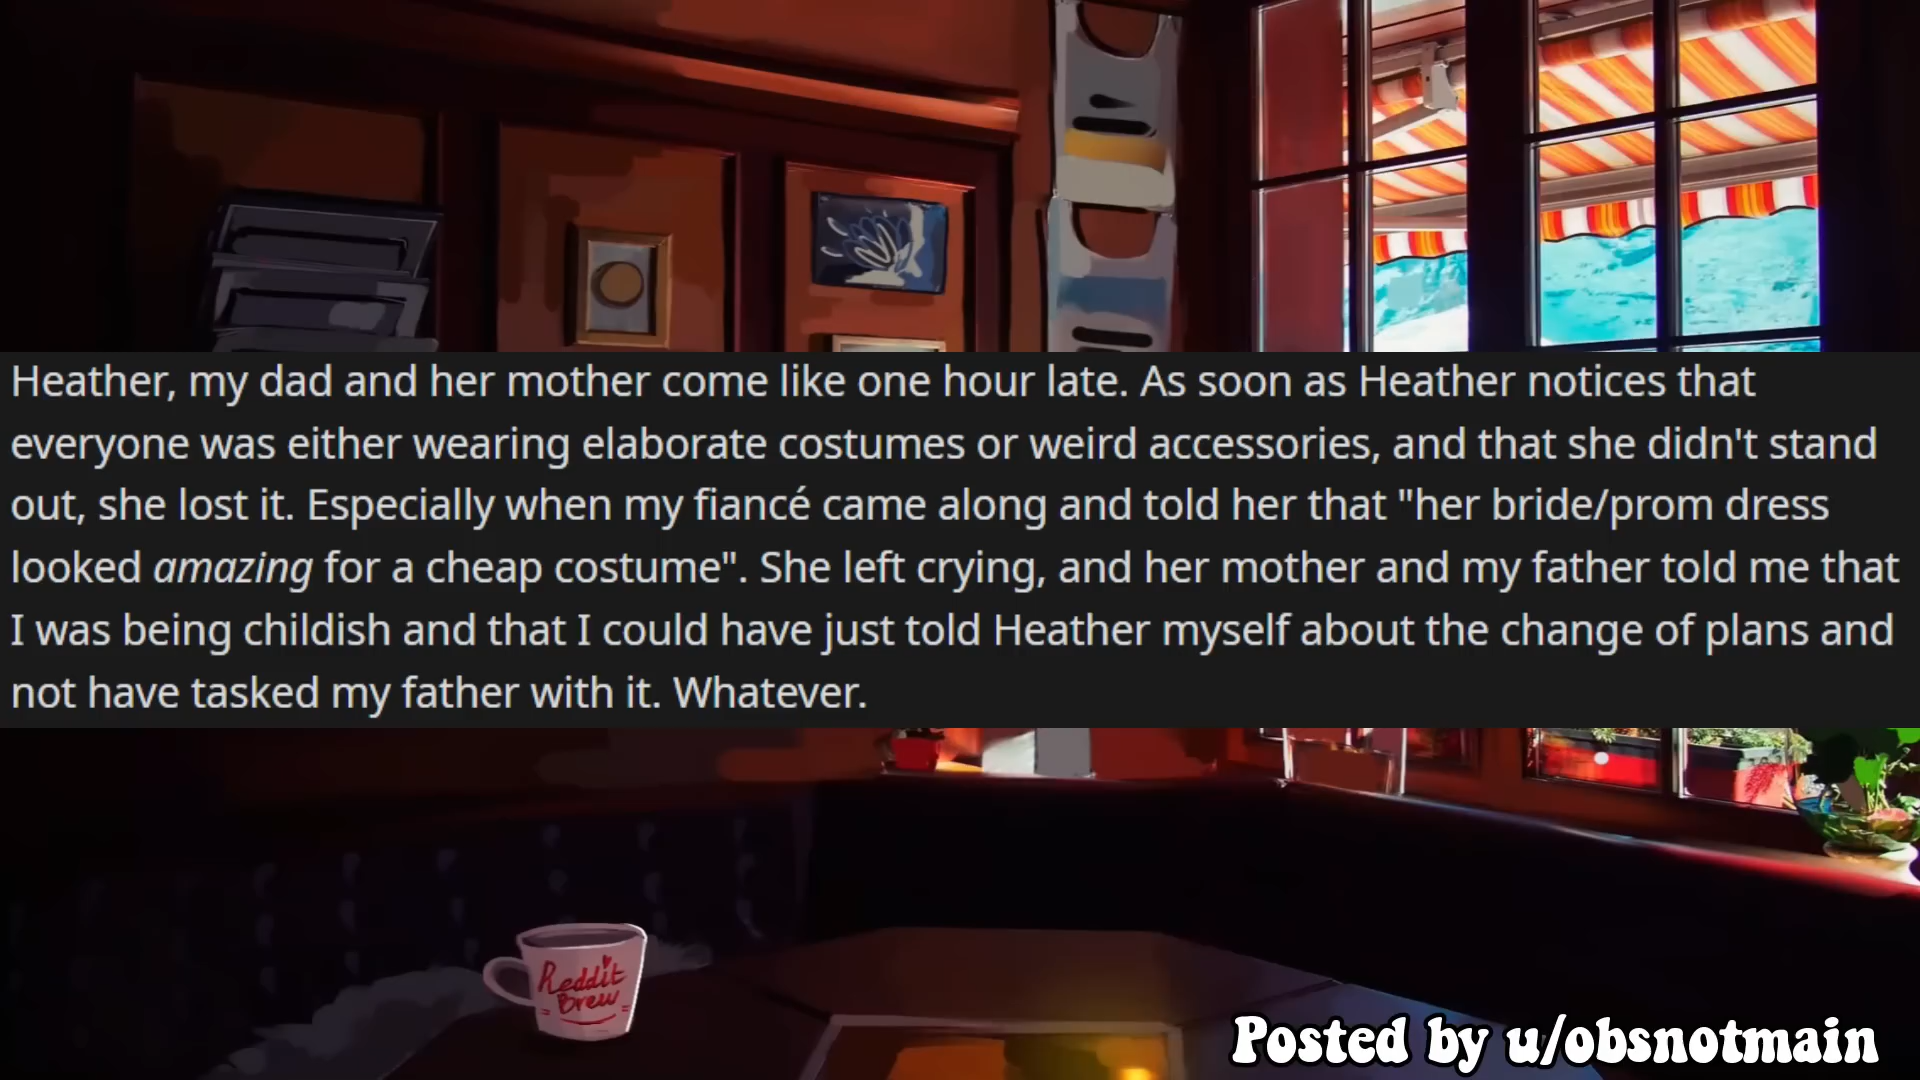 Heather, my dad and her mother come like one hour late. As soon as Heather notices that
everyone was either wearing elaborate costumes or weird accessories, and that she didn't stand
out, she lost it. Especially when my fiancé came along and told her that "her bride/prom dress
looked amazing for a cheap costume". She left crying, and her mother and my father told me that
I was being childish and that I could have just told Heather myself about the change of plans and
not have tasked my father with it. Whatever.
Reddit
Brew
Posted by u/obsnotmain